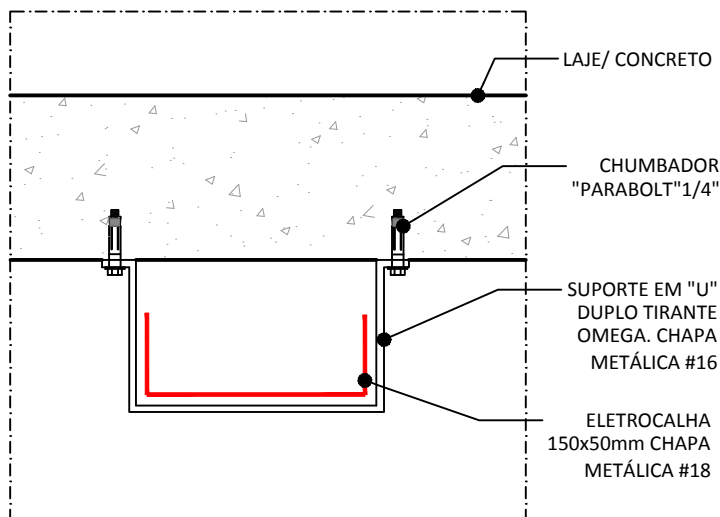 LAJE/ CONCRETO
CHUMBADOR
"PARABOLT"1/4"
SUPORTE EM "U"
DUPLO TIRANTE
OMEGA. CHAPA
METÁLICA #16
ELETROCALHA
150x50mm CHAPA
METÁLICA #18